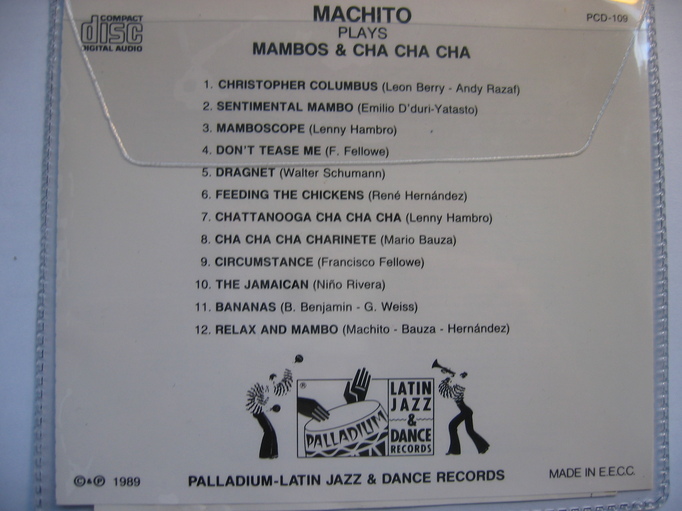 COMPACT
disc
DIGITAL AUDIO
MACHITO
PLAYS
MAMBOS & CHA CHA CHA
PCD-109
1. CHRISTOPHER COLUMBUS (Leon Berry - Andy Razaf)
2. SENTIMENTAL MAMBO (Emilio D'duri-Yatasto)
3. MAMBOSCOPE (Lenny Hambro)
4. DON'T TEASE ME (F. Fellowe)
5. DRAGNET (Walter Schumann)
6. FEEDING THE CHICKENS (René Hernández)
7. CHATTANOOGA CHA CHA CHA (Lenny Hambro)
8. CHA CHA CHA CHARINETE (Mario Bauza)
9. CIRCUMSTANCE (Francisco Fellowe)
10. THE JAMAICAN (Niño Rivera)
11. BANANAS (B. Benjamin - G. Weiss)
12. RELAX AND MAMBO (Machito - Bauza - Hernández)
®
PALLADIUM
LATIN
JAZZ
&
DANCE
RECORDS
©&℗ 1989
PALLADIUM-LATIN JAZZ & DANCE RECORDS
MADE IN E.E.C.C.